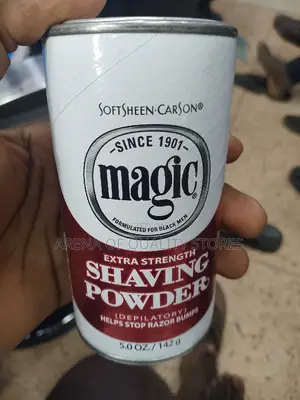 SOFTSHEEN·CARSON®
SINCE 1901
magic
FORMULATED FOR BLACK MEN
ARENA OF QUALITY STORES
EXTRA STRENGTH
SHAVING
POWDER
(DEPILATORY)
HELPS STOP RAZOR BUMPS
5.0 OZ./142g